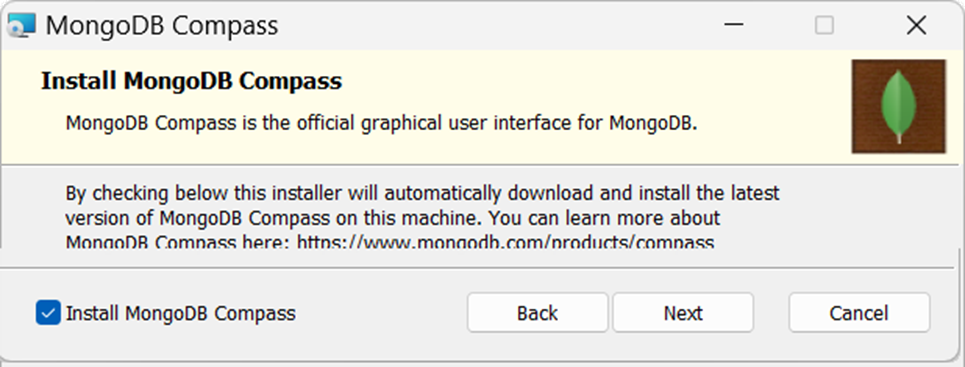 MongoDB Compass
Install MongoDB Compass
MongoDB Compass is the official graphical user interface for MongoDB.
By checking below this installer will automatically download and install the latest
version of MongoDB Compass on this machine. You can learn more about
MongoDB Compass here: https://www.mongodb.com/products/compass
Install MongoDB Compass Back Next Cancel